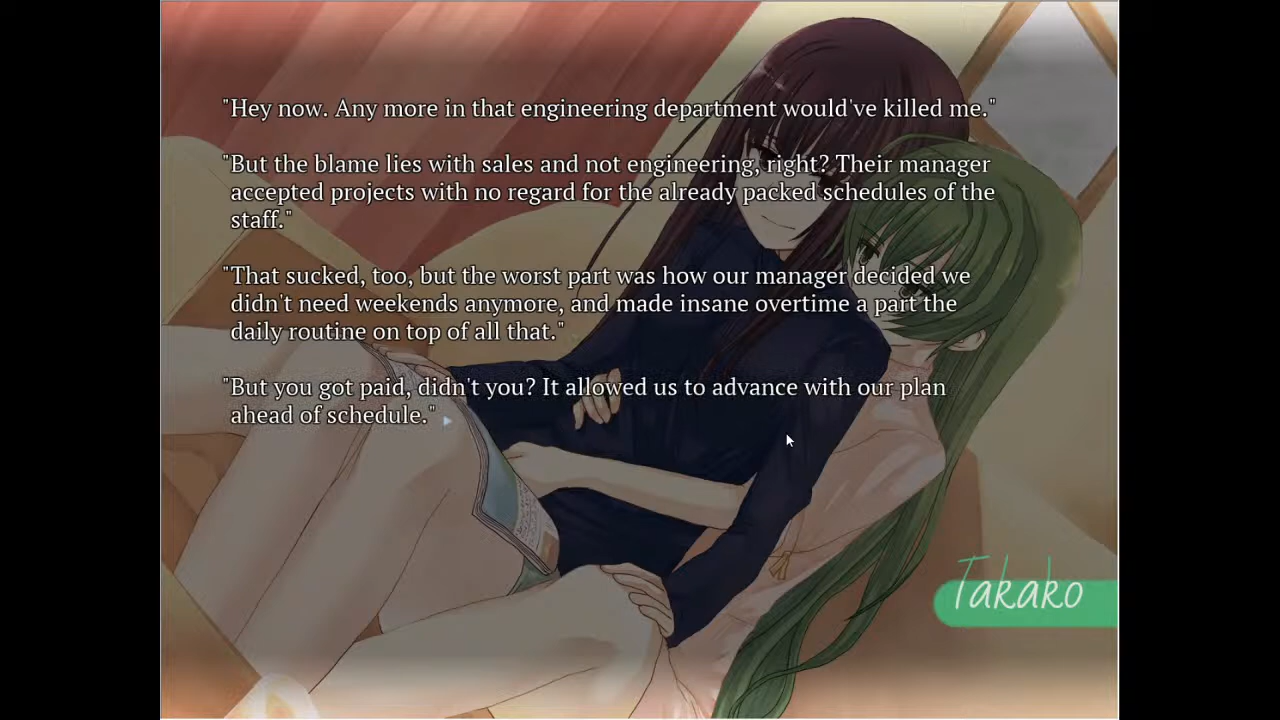 "Hey now. Any more in that engineering department would've killed me."
"But the blame lies with sales and not engineering, right? Their manager
accepted projects with no regard for the already packed schedules of the
staff."
"That sucked, too, but the worst part was how our manager decided we
didn't need weekends anymore, and made insane overtime a part the
daily routine on top of all that."
"But you got paid, didn't you? It allowed us to advance with our plan
ahead of schedule."
Takako